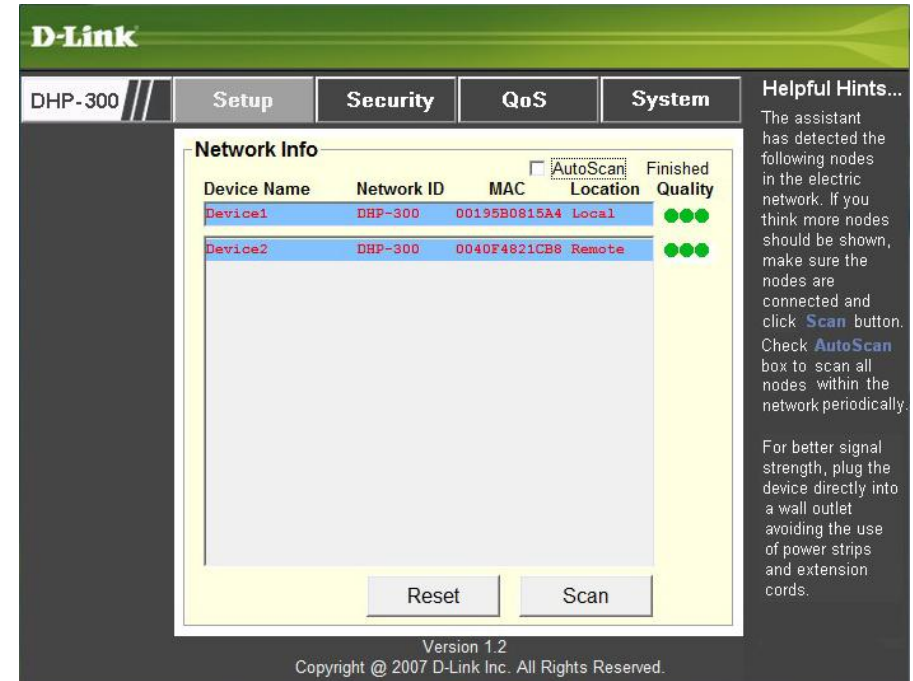 D-Link
DHP-300
Setup
Security
QoS
System
Network Info
AutoScan Finished
Device Name Network ID MAC Location Quality
Device1 DHP-300 00195B0815A4 Local
Device2 DHP-300 0040F4821CB8 Remote
Reset
Scan
Helpful Hints...
The assistant
has detected the
following nodes
in the electric
network. If you
think more nodes
should be shown,
make sure the
nodes are
connected and
click Scan button.
Check AutoScan
box to scan all
nodes within the
network periodically.
For better signal
strength, plug the
device directly into
a wall outlet
avoiding the use
of power strips
and extension
cords.
Version 1.2
Copyright @ 2007 D-Link Inc. All Rights Reserved.